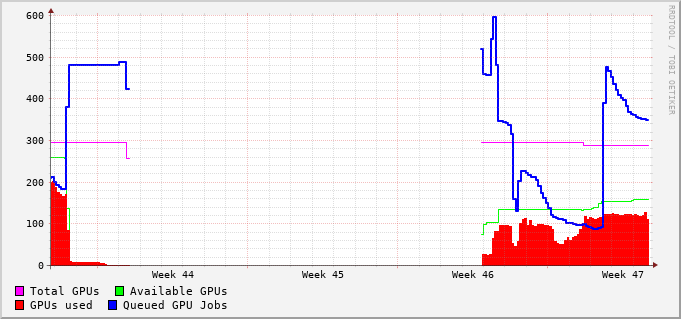 600
500
400
300
200
100
0
Week 44 Week 45 Week 46 Week 47
Total GPUs Available GPUs
GPUs used Queued GPU Jobs
RRDTOOL / TOBI OETIKER